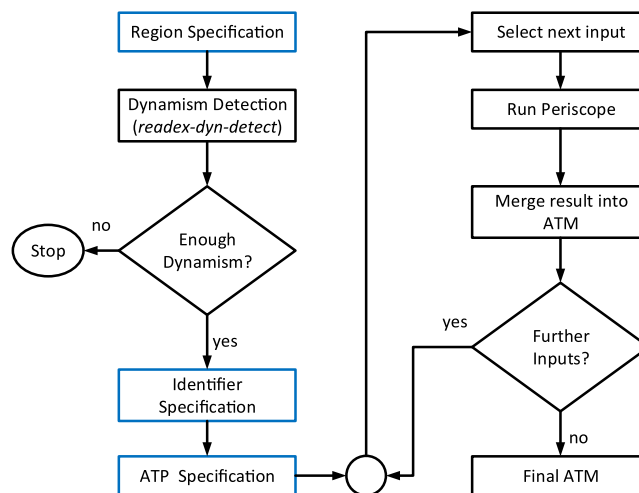 Region Specification
Dynamism Detection
(readex-dyn-detect)
Enough
Dynamism?
no
Stop
yes
Identifier
Specification
ATP Specification
Select next input
Run Periscope
Merge result into
ATM
Further
Inputs?
yes
no
Final ATM